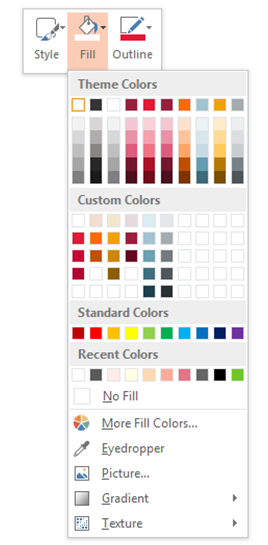 Style Fill Outline
Theme Colors
Custom Colors
Standard Colors
Recent Colors
No Fill
More Fill Colors...
Eyedropper
Picture...
Gradient
Texture